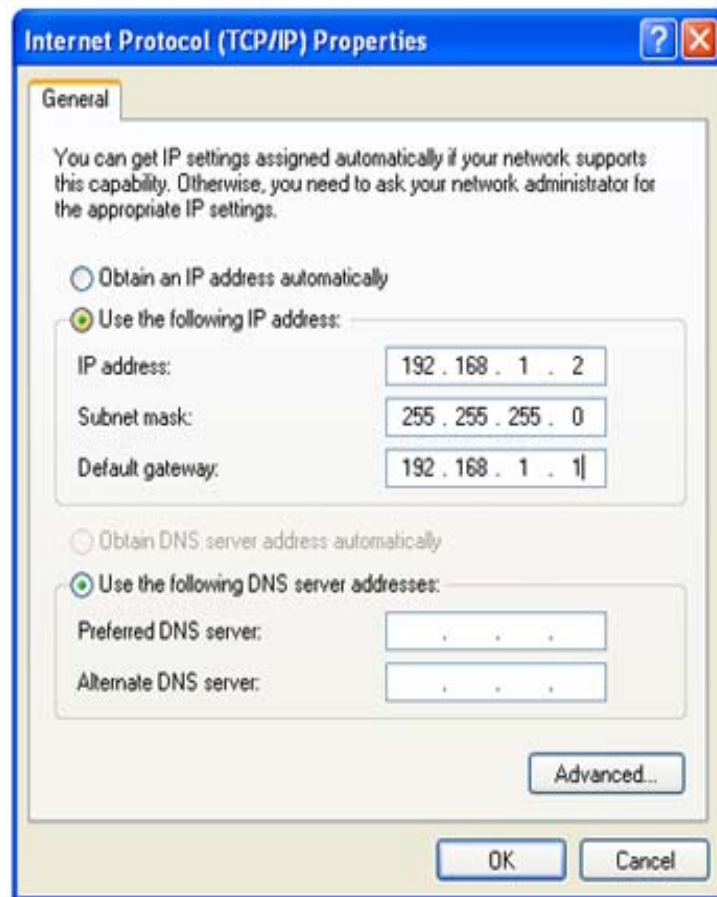 Internet Protocol (TCP/IP) Properties
General
You can get IP settings assigned automatically if your network supports
this capability. Otherwise, you need to ask your network administrator for
the appropriate IP settings.
Obtain an IP address automatically
Use the following IP address:
IP address: 192 . 168 . 1 . 2
Subnet mask: 255 . 255 . 255 . 0
Default gateway: 192 . 168 . 1 . 1
Obtain DNS server address automatically
Use the following DNS server addresses:
Preferred DNS server: . . .
Alternate DNS server: . . .
Advanced...
OK Cancel